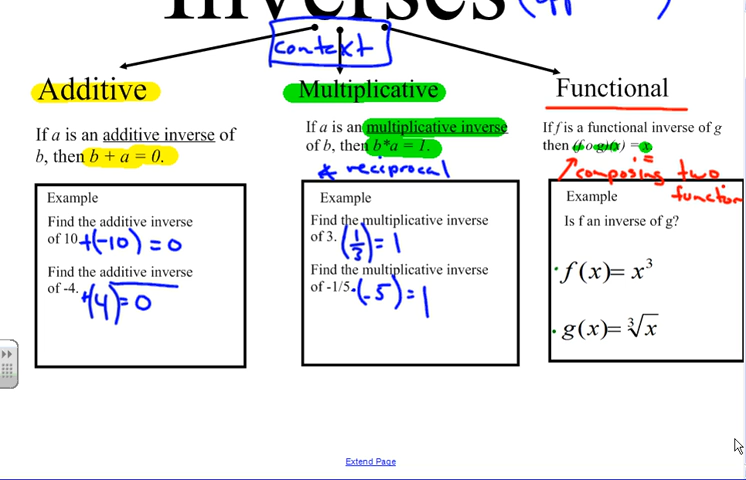 Inverses
context
Additive
If a is an additive inverse of
b, then b + a = 0.
Example
Find the additive inverse
of 10 +(-10) = 0
Find the additive inverse
of -4. +(4) = 0
Multiplicative
If a is an multiplicative inverse
of b, then b*a = 1.
* reciprocal
Example
Find the multiplicative inverse
of 3. (1/3) = 1
Find the multiplicative inverse
of -1/5. (-5) = 1
Functional
If f is a functional inverse of g
then (f o g)(x) = x.
composing two
function
Example
Is f an inverse of g?
f(x)= x³
g(x)= ∛x
Extend Page